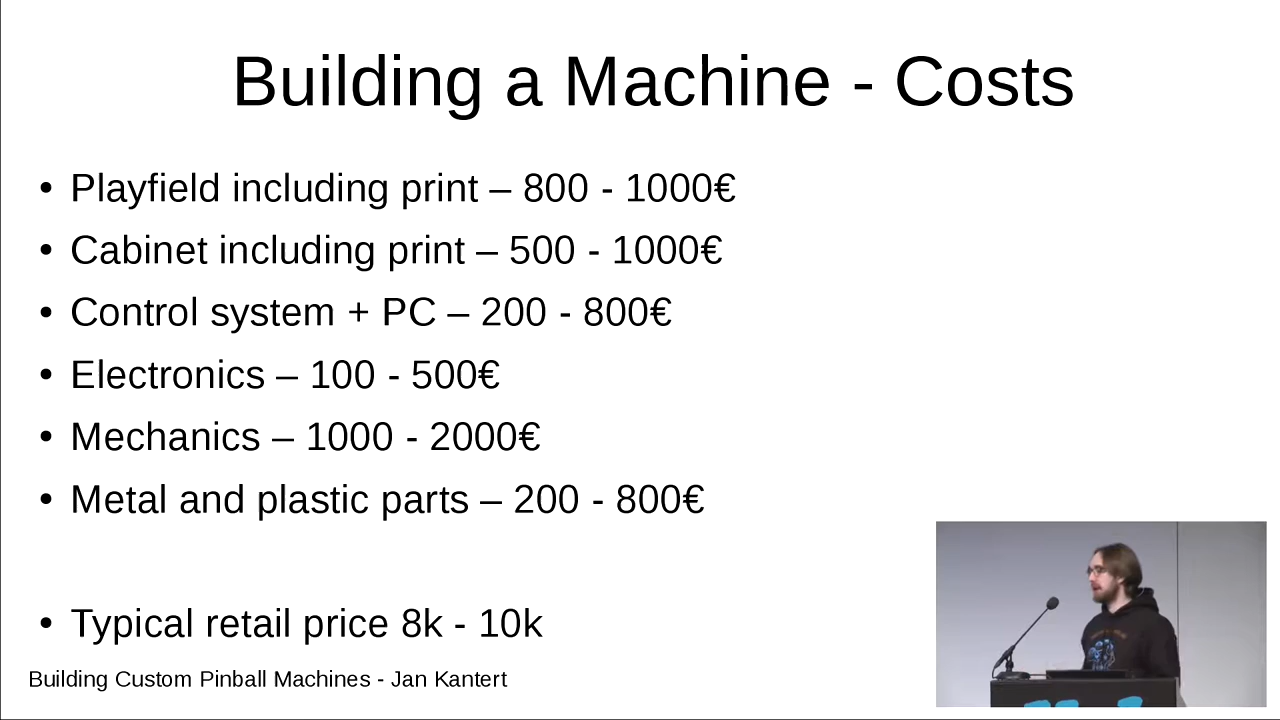 Building a Machine - Costs
• Playfield including print – 800 - 1000€
• Cabinet including print – 500 - 1000€
• Control system + PC – 200 - 800€
• Electronics – 100 - 500€
• Mechanics – 1000 - 2000€
• Metal and plastic parts – 200 - 800€
• Typical retail price 8k - 10k
Building Custom Pinball Machines - Jan Kantert